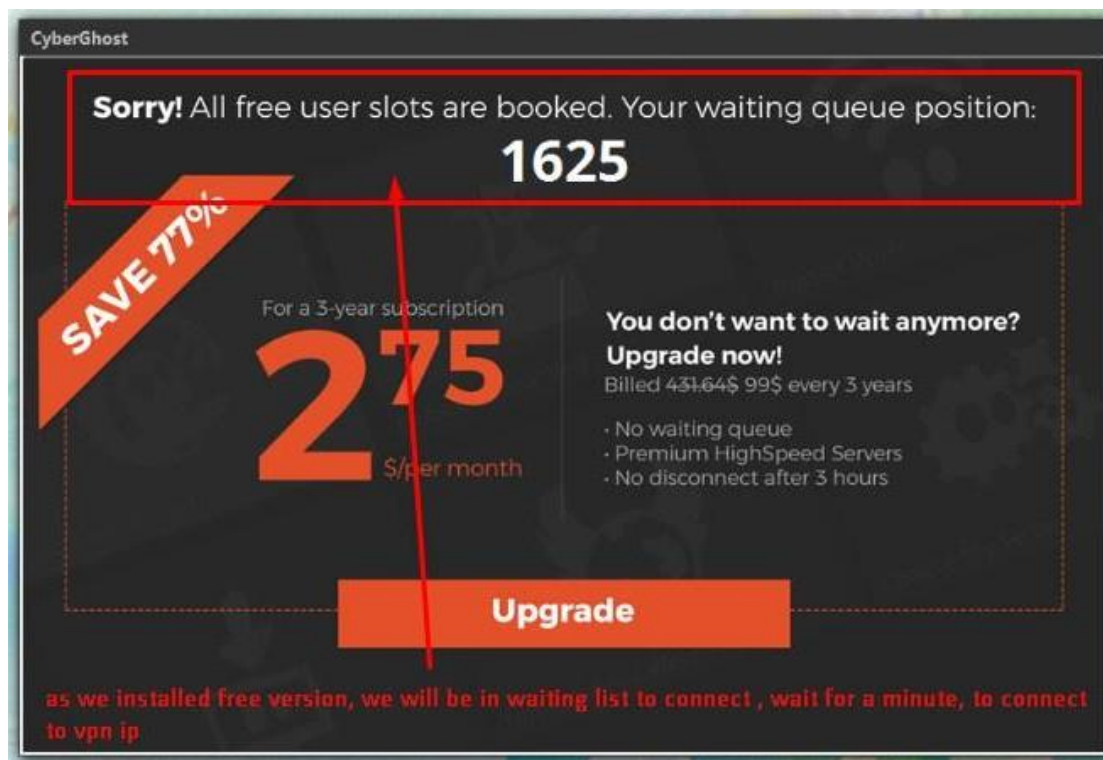 CyberGhost
Sorry! All free user slots are booked. Your waiting queue position:
1625
SAVE 77%
For a 3-year subscription
2 75
$/per month
You don't want to wait anymore?
Upgrade now!
Billed 431.64$ 99$ every 3 years
· No waiting queue
· Premium HighSpeed Servers
· No disconnect after 3 hours
Upgrade
as we installed free version, we will be in waiting list to connect , wait for a minute, to connect
to vpn ip